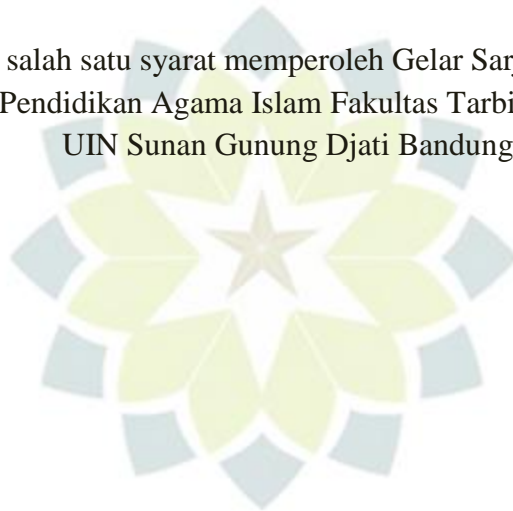 salah satu syarat memperoleh Gelar
Pendidikan Agama Islam Fakultas
UIN Sunan Gunung Djati Bandung